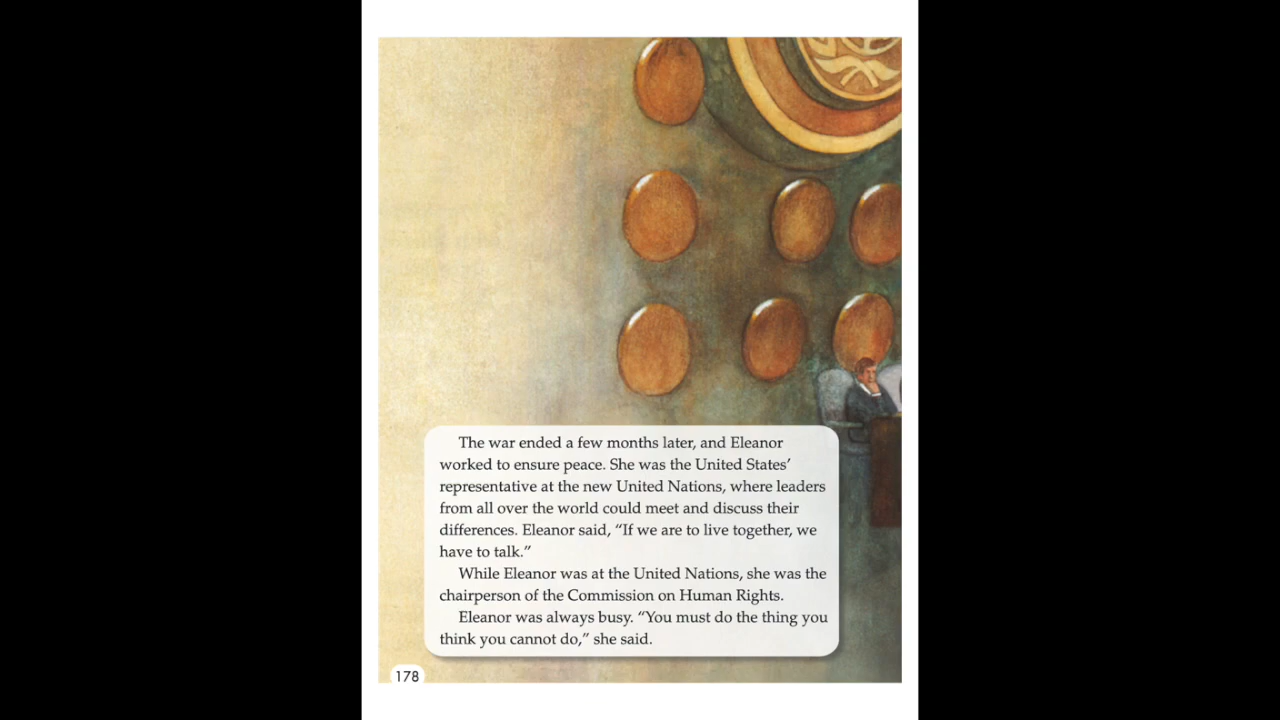 The war ended a few months later, and Eleanor
worked to ensure peace. She was the United States’
representative at the new United Nations, where leaders
from all over the world could meet and discuss their
differences. Eleanor said, “If we are to live together, we
have to talk.”
While Eleanor was at the United Nations, she was the
chairperson of the Commission on Human Rights.
Eleanor was always busy. “You must do the thing you
think you cannot do,” she said.
178